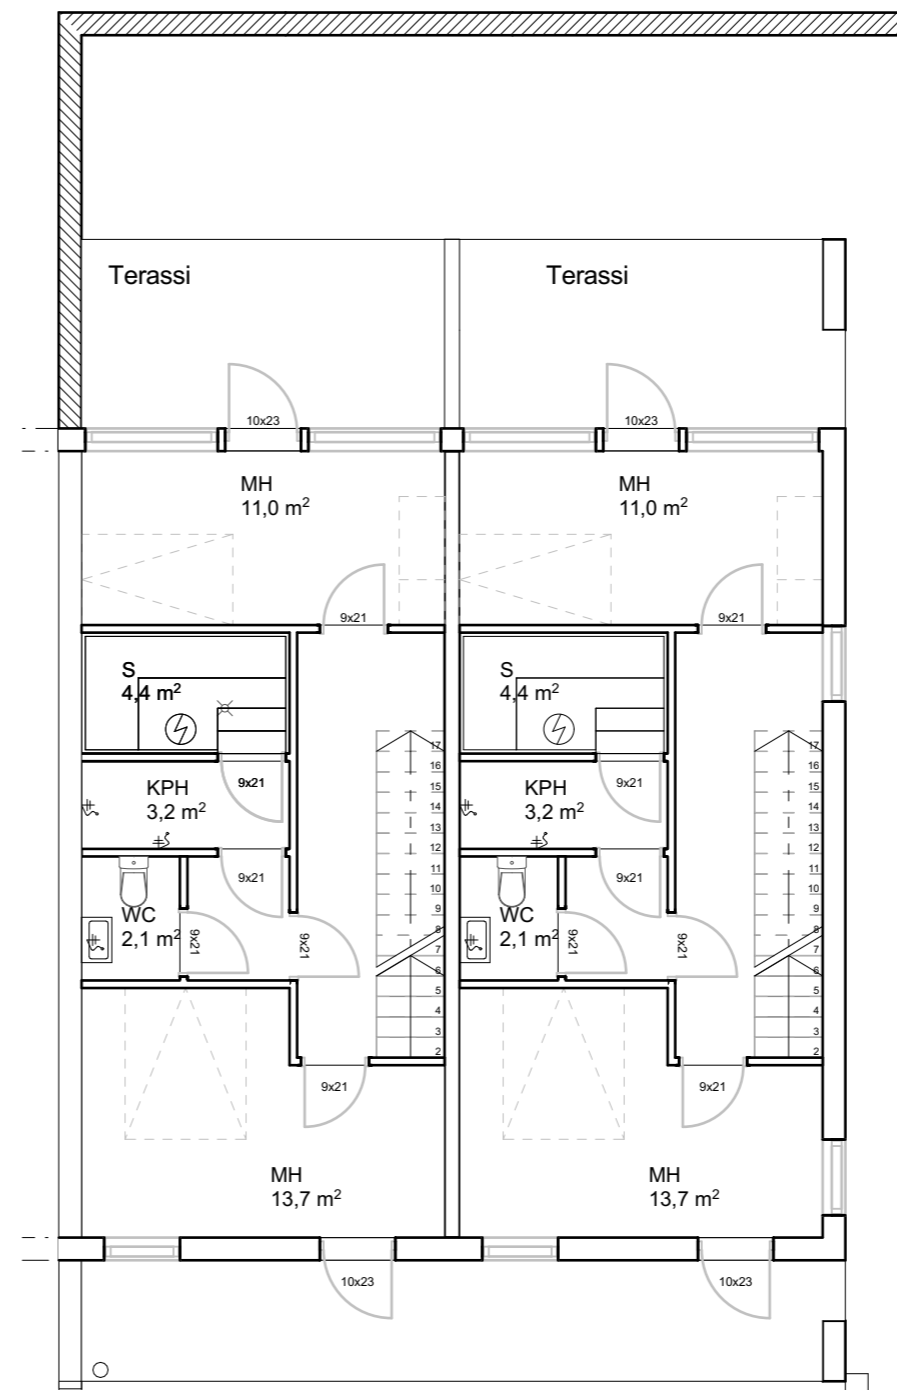 Terassi
Terassi
10x23
10x23
MH
11,0 m²
MH
11,0 m²
9x21
9x21
S
4,4 m²
S
4,4 m²
17
16
15
14
13
12
11
10
9
8
7
6
5
4
3
2
17
16
15
14
13
12
11
10
9
8
7
6
5
4
3
2
KPH
3,2 m²
9x21
KPH
3,2 m²
9x21
9x21
9x21
WC
2,1 m²
9x21
9x21
WC
2,1 m²
9x21
9x21
9x21
9x21
MH
13,7 m²
MH
13,7 m²
10x23
10x23